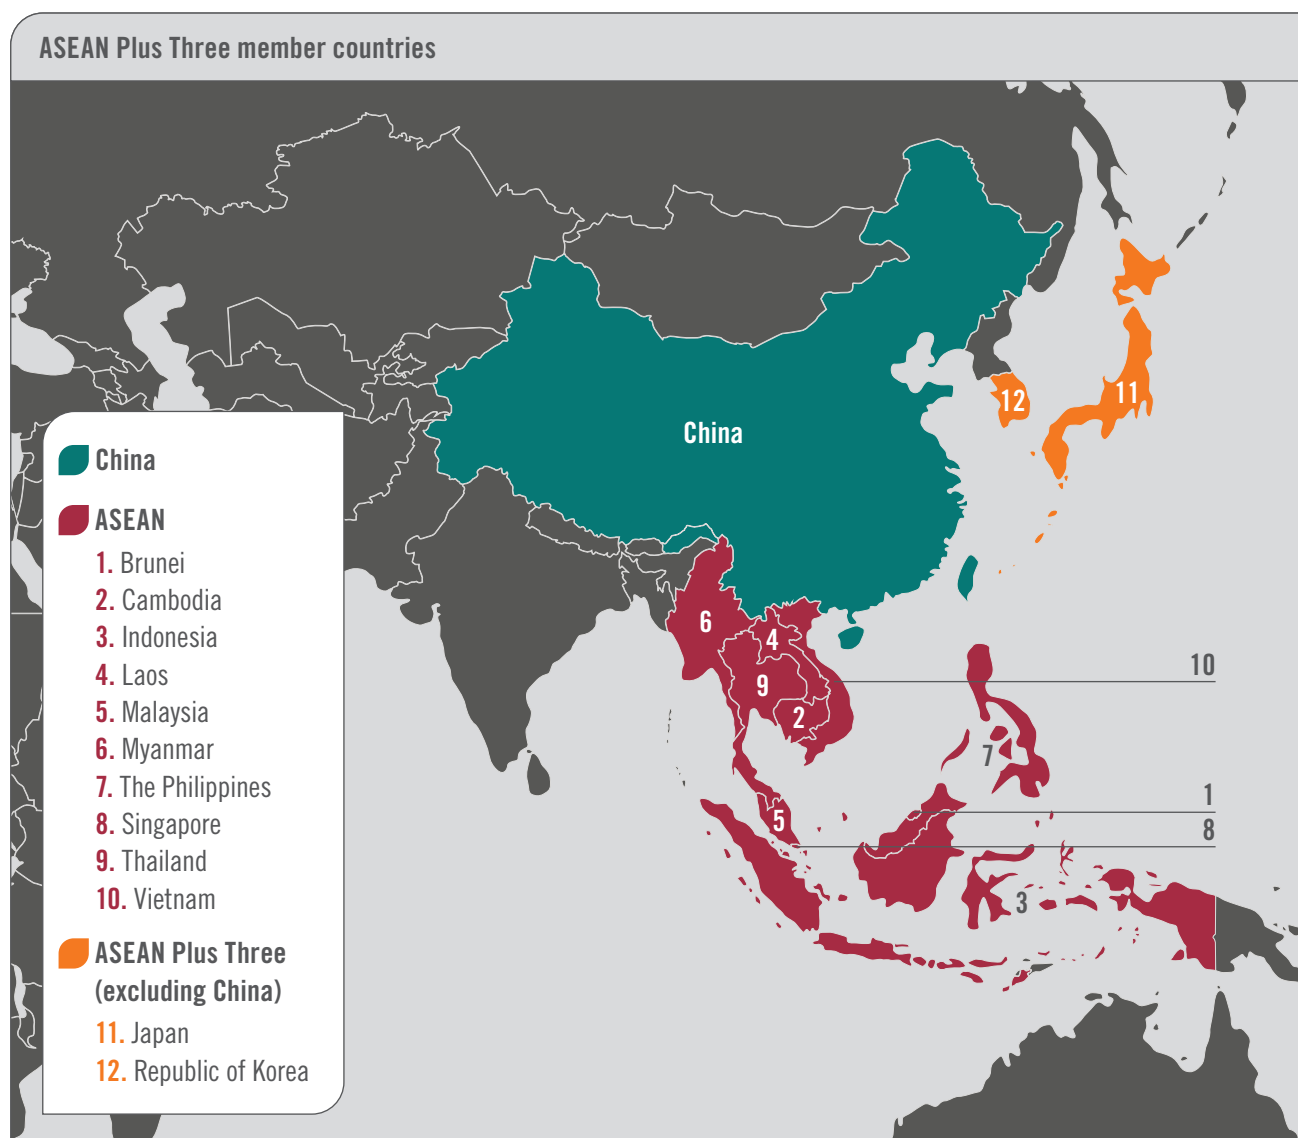 ASEAN Plus Three member countries
China
ASEAN
1. Brunei
2. Cambodia
3. Indonesia
4. Laos
5. Malaysia
6. Myanmar
7. The Philippines
8. Singapore
9. Thailand
10. Vietnam
ASEAN Plus Three
(excluding China)
11. Japan
12. Republic of Korea
China
11
12
6
4
10
9
2
7
1
5
8
3